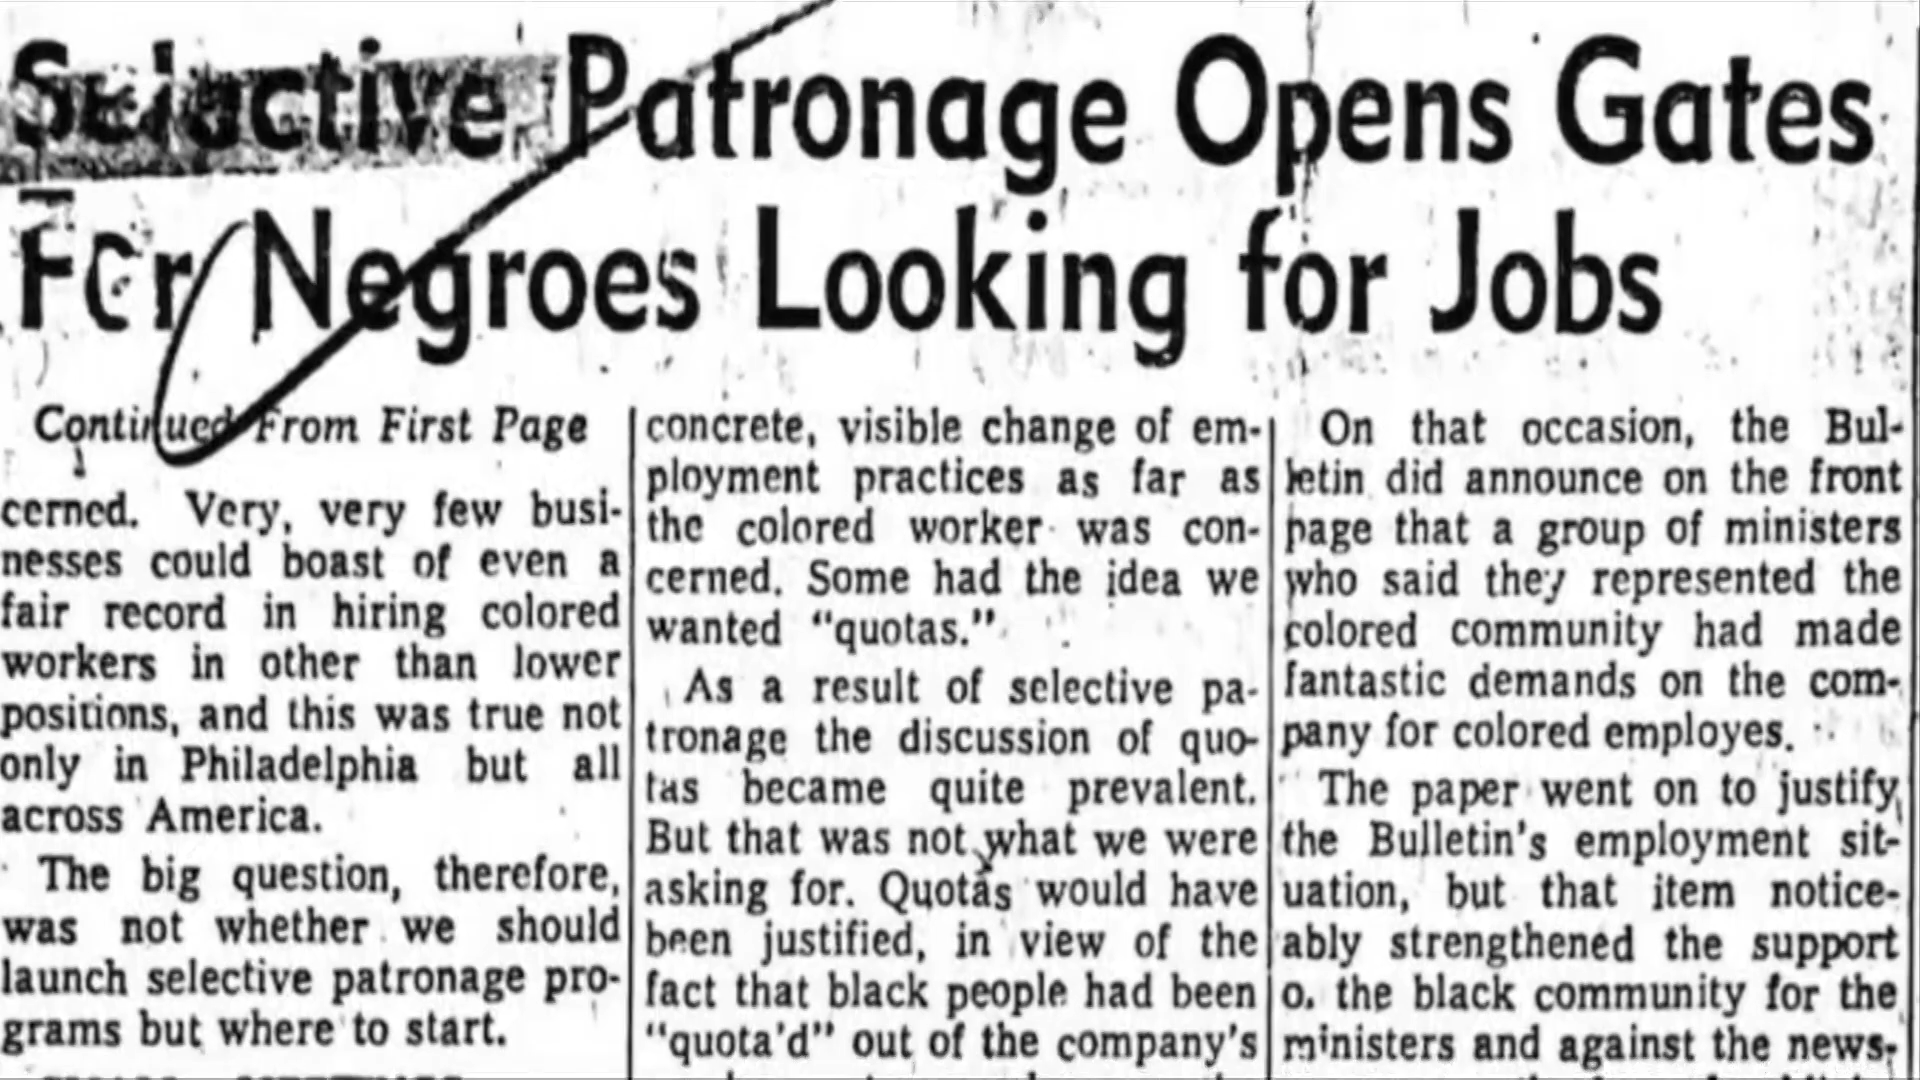 Selective Patronage Opens Gates
For Negroes Looking for Jobs
Continued From First Page
cerned. Very, very few busi-
nesses could boast of even a
fair record in hiring colored
workers in other than lower
positions, and this was true not
only in Philadelphia but all
across America.
The big question, therefore,
was not whether we should
launch selective patronage pro-
grams but where to start.
concrete, visible change of em-
ployment practices as far as
the colored worker was con-
cerned. Some had the idea we
wanted "quotas."
As a result of selective pa-
tronage the discussion of quo-
tas became quite prevalent.
But that was not what we were
asking for. Quotas would have
been justified, in view of the
fact that black people had been
"quota'd" out of the company's
On that occasion, the Bul-
letin did announce on the front
page that a group of ministers
who said they represented the
colored community had made
fantastic demands on the com-
pany for colored employes.
The paper went on to justify
the Bulletin's employment sit-
uation, but that item notice-
ably strengthened the support
o. the black community for the
ministers and against the news-